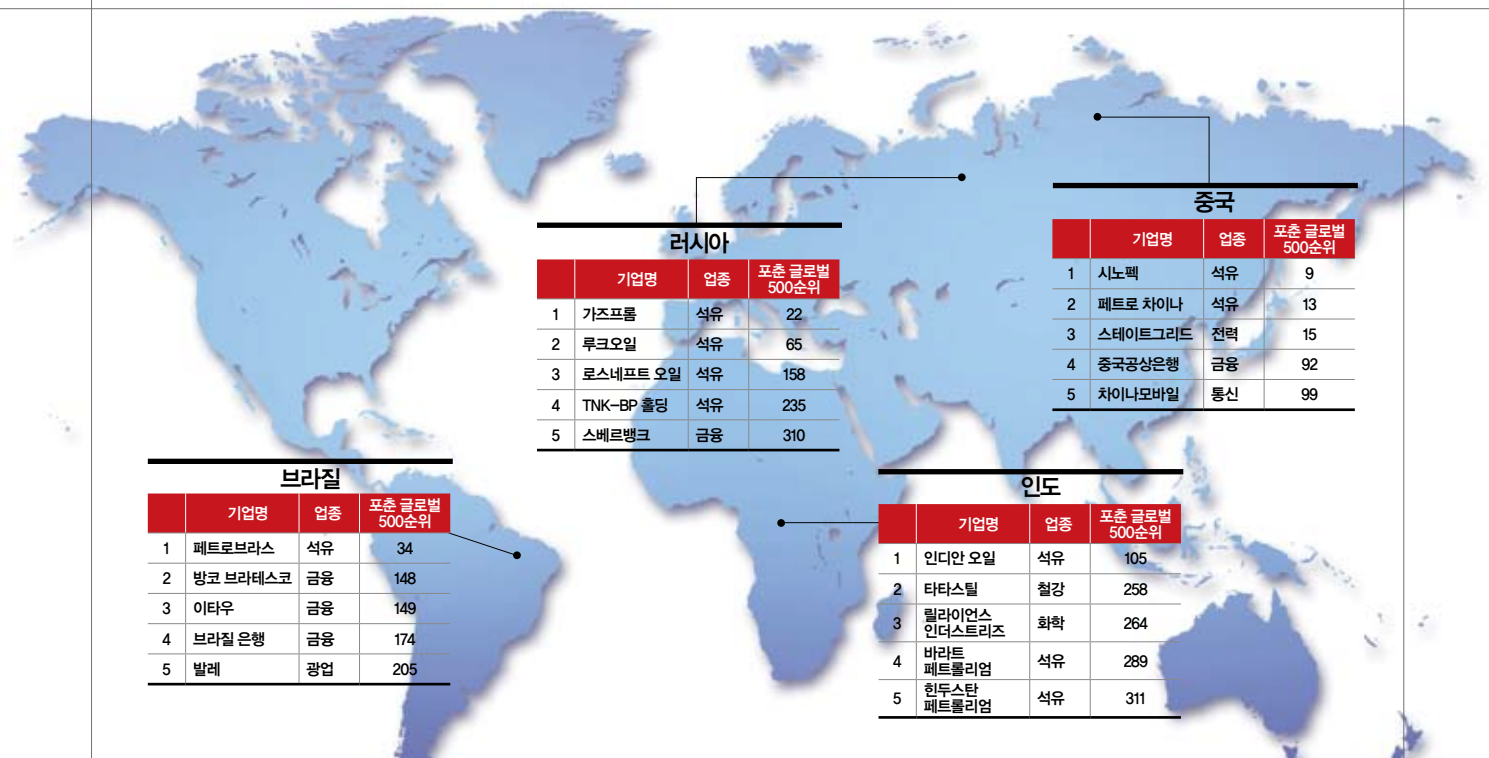 중국
기업명 업종 포춘 글로벌 500순위
1 시노펙 석유 9
2 페트로 차이나 석유 13
3 스테이트그리드 전력 15
4 중국공상은행 금융 92
5 차이나모바일 통신 99
러시아
기업명 업종 포춘 글로벌 500순위
1 가즈프롬 석유 22
2 루크오일 석유 65
3 로스네프트 오일 석유 158
4 TNK-BP 홀딩 석유 235
5 스베르뱅크 금융 310
브라질
기업명 업종 포춘 글로벌 500순위
1 페트로브라스 석유 34
2 방코 브라테스코 금융 148
3 이타우 금융 149
4 브라질 은행 금융 174
5 발레 광업 205
인도
기업명 업종 포춘 글로벌 500순위
1 인디안 오일 석유 105
2 타타스틸 철강 258
3 릴라이언스 인더스트리즈 화학 264
4 바라트 페트롤리엄 석유 289
5 힌두스탄 페트롤리엄 석유 311